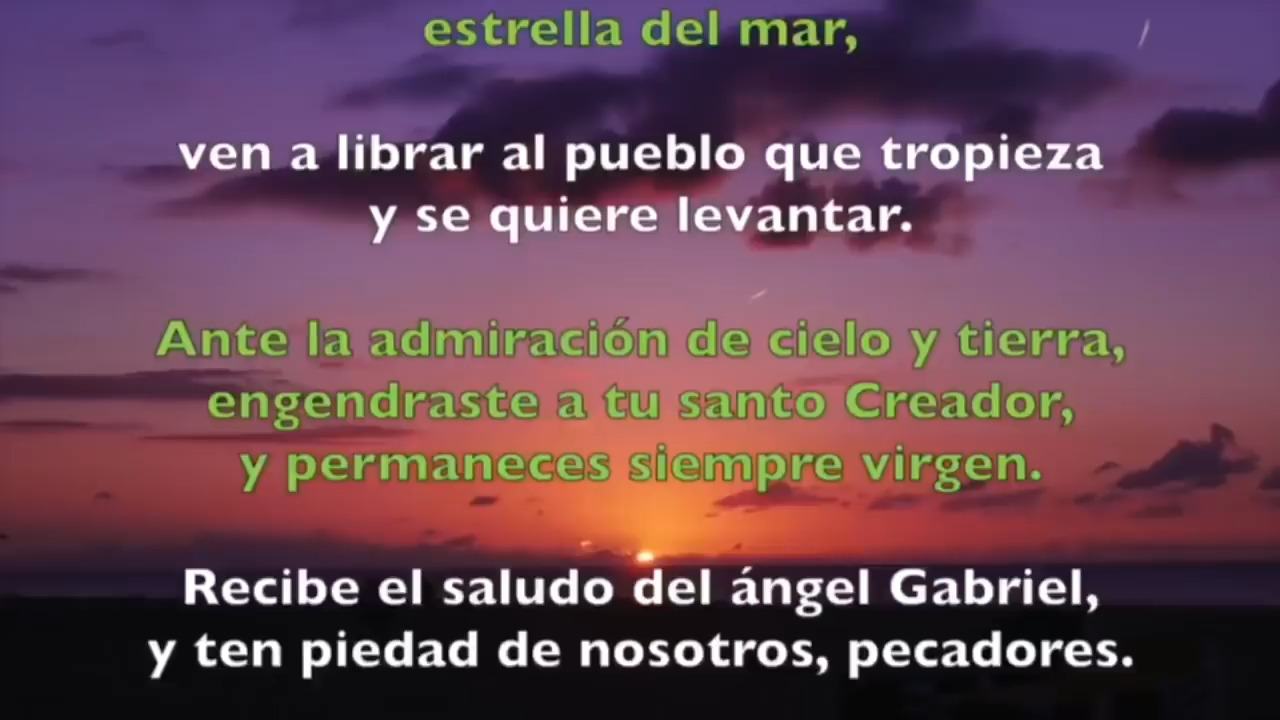 estrella del mar,
ven a librar al pueblo que tropieza
y se quiere levantar.
Ante la admiración de cielo y tierra,
engendraste a tu santo Creador,
y permaneces siempre virgen.
Recibe el saludo del ángel Gabriel,
y ten piedad de nosotros, pecadores.